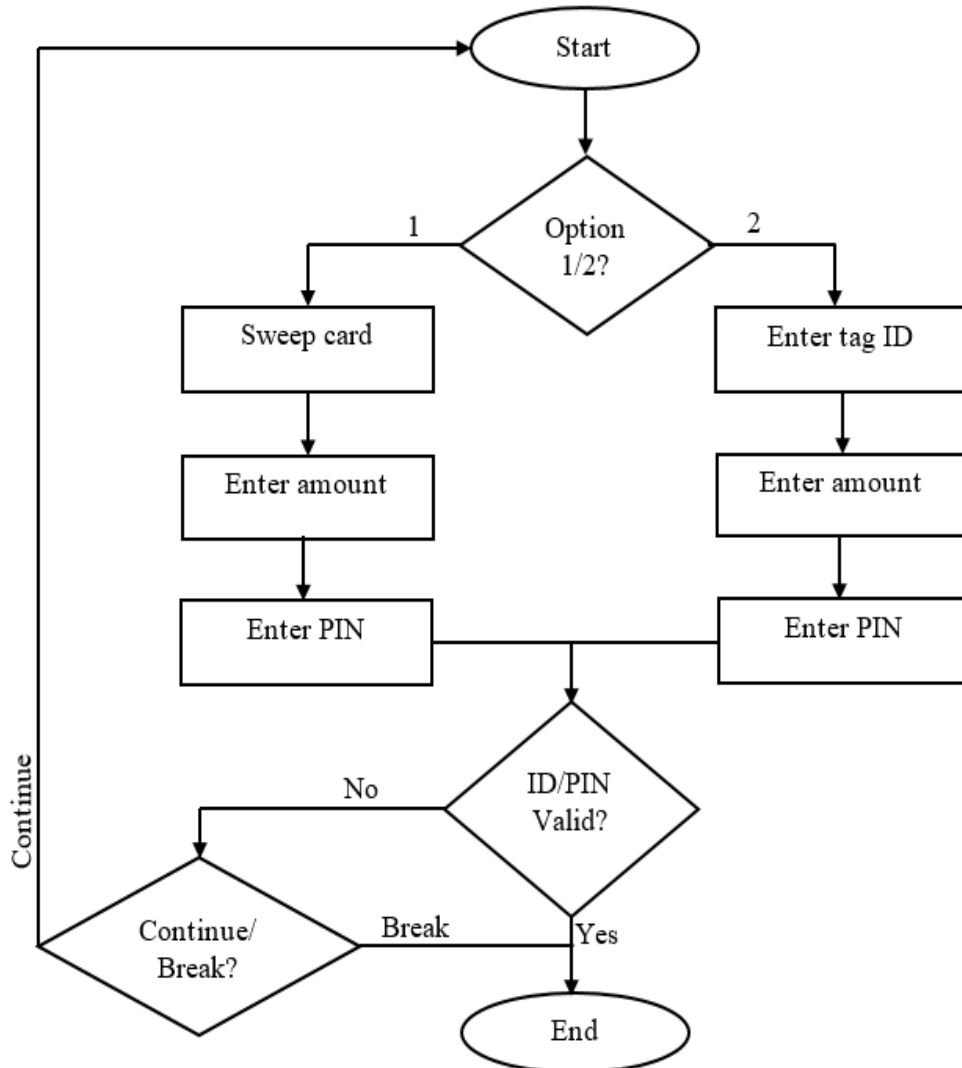 Start
Option
1/2?
1
2
Sweep card
Enter tag ID
Enter amount
Enter amount
Enter PIN
Enter PIN
ID/PIN
Valid?
No
Yes
Continue/
Break?
Break
Continue
End